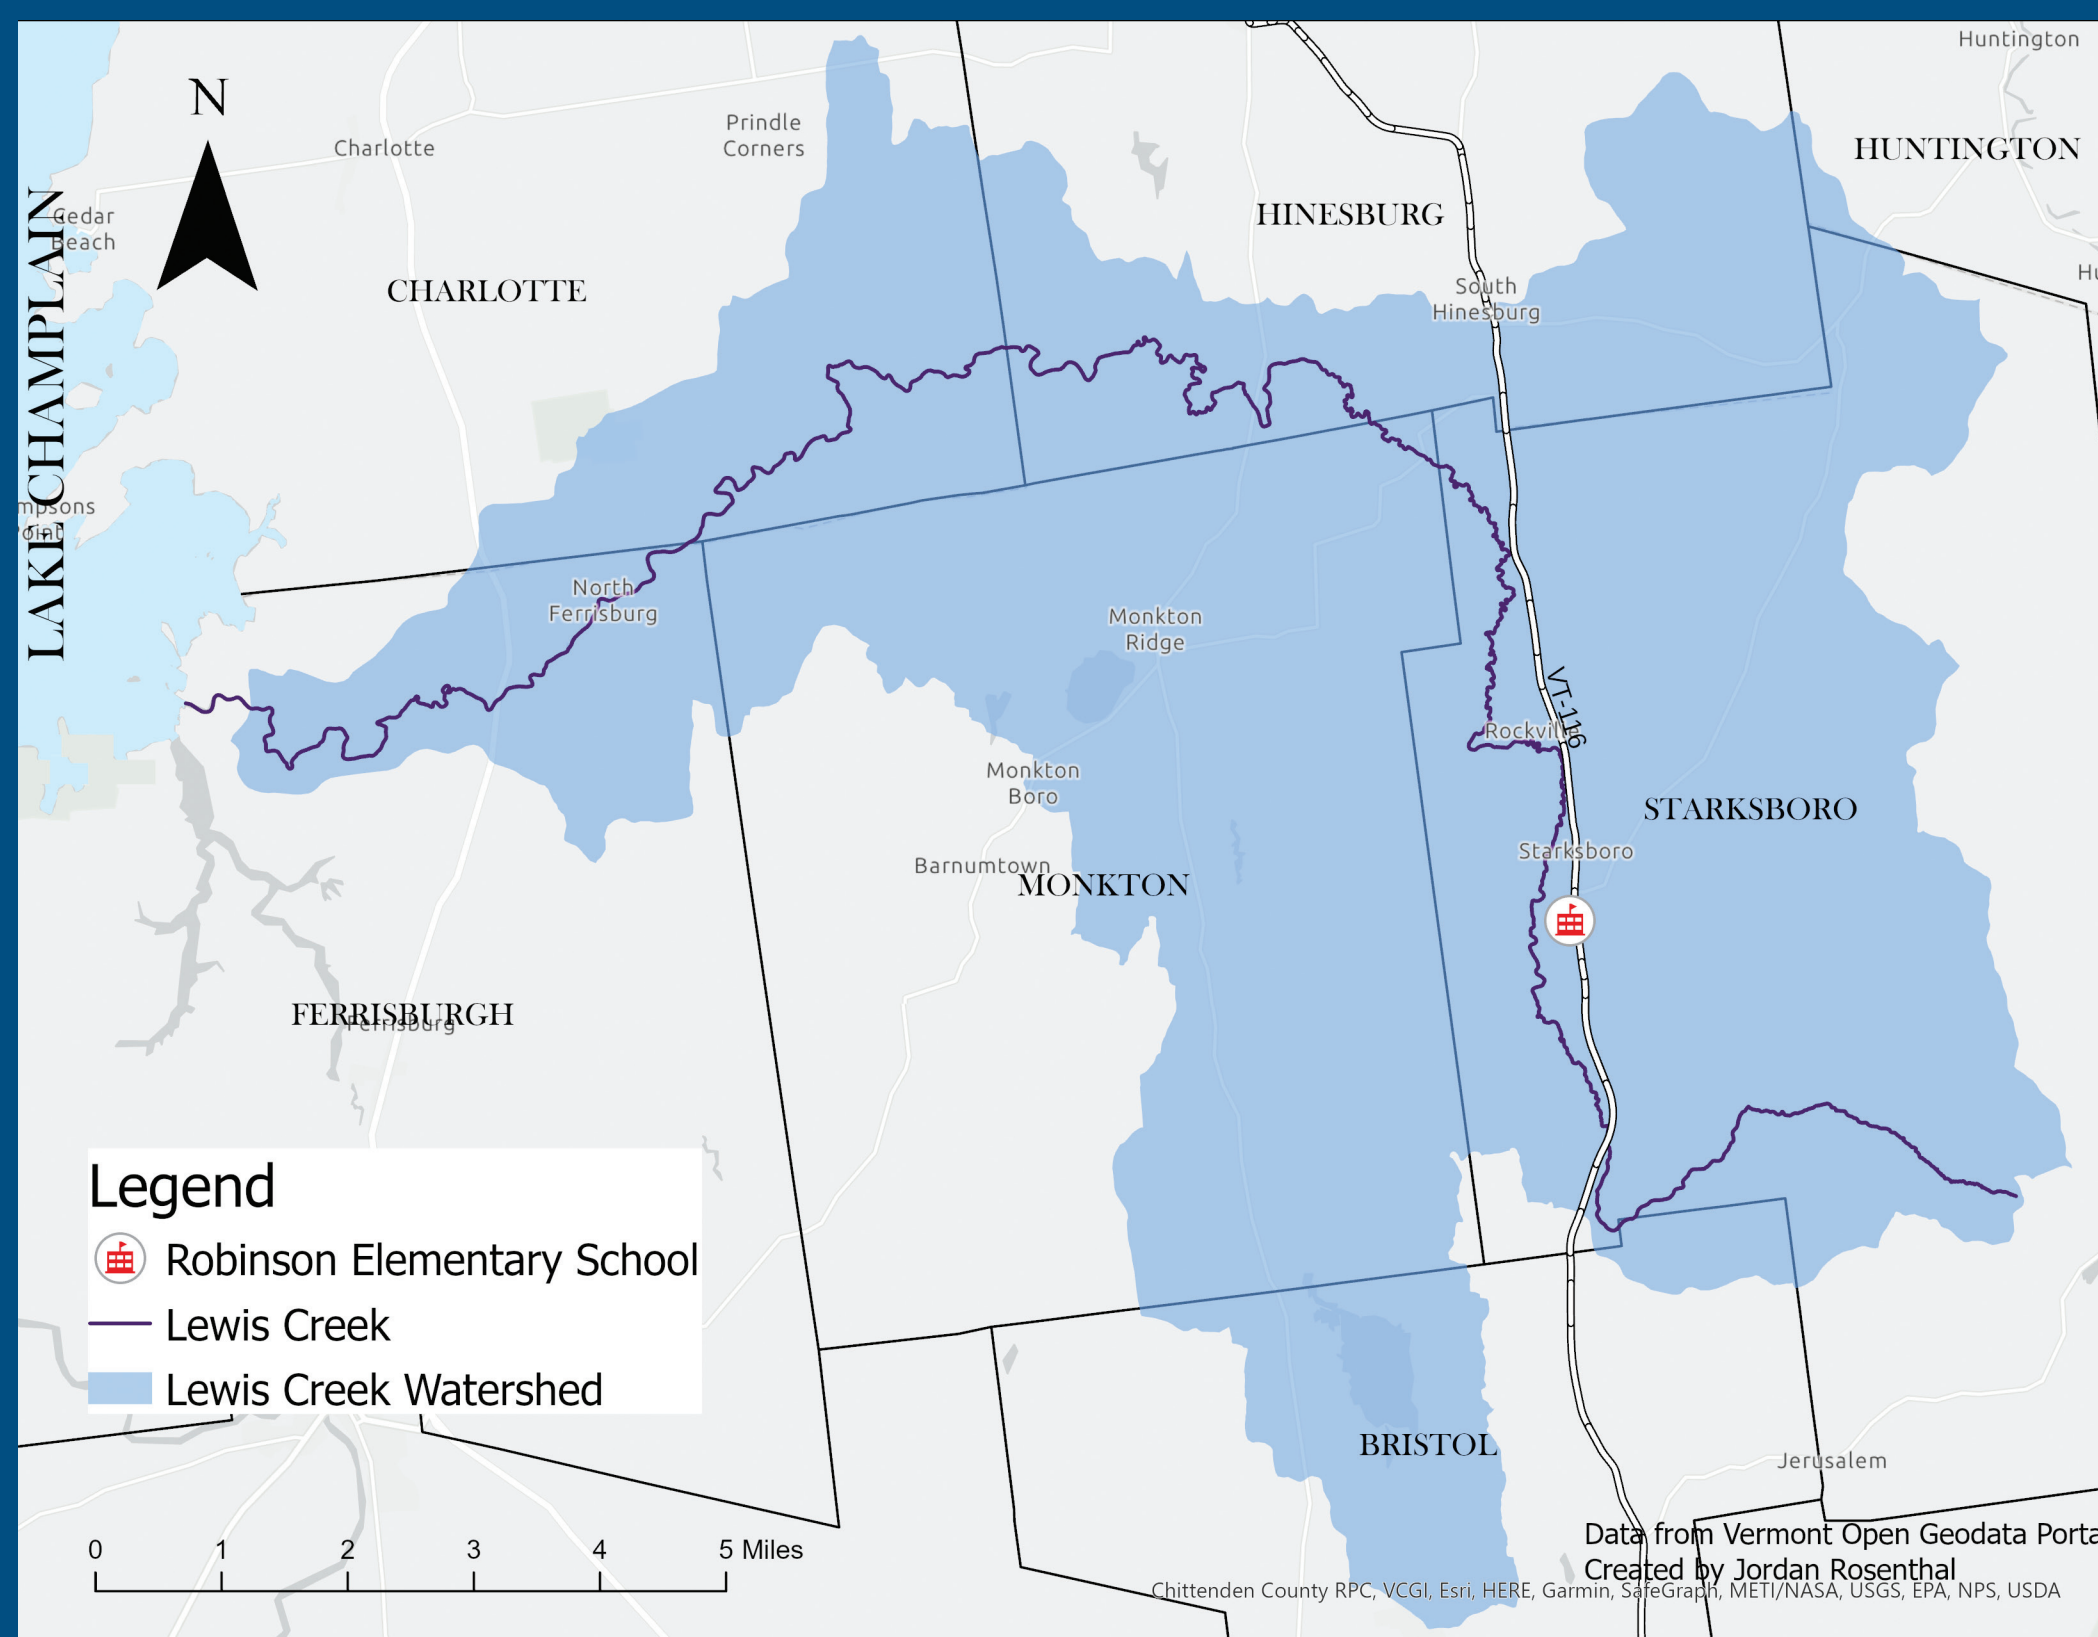 Huntington
N
Prindle
Corners
Charlotte
HUNTINGTON
HINESBURG
Cedar
Beach
CHARLOTTE
South
Hinesburg
LAKE CHAMPLAIN
mpsons
oint
North
Ferrisburg
Monkton
Ridge
VT-116
Rockville
Monkton
Boro
STARKSBORO
Starksboro
Barnumtown
MONKTON
FERRISBURGH
Ferrisburg
Legend
Robinson Elementary School
Lewis Creek
Lewis Creek Watershed
BRISTOL
Jerusalem
0 1 2 3 4 5 Miles
Data from Vermont Open Geodata Porta
Created by Jordan Rosenthal
Chittenden County RPC, VCGI, Esri, HERE, Garmin, SafeGraph, METI/NASA, USGS, EPA, NPS, USDA